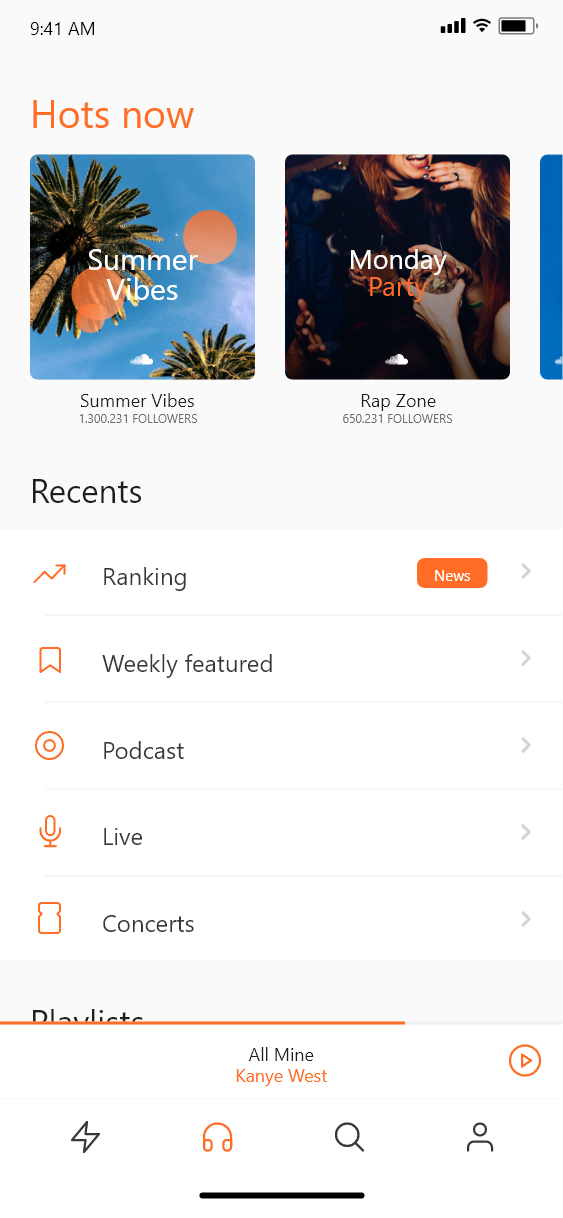 9:41 AM
Hots now
Summer
Vibes
Monday
Party
Summer Vibes
1.300.231 FOLLOWERS
Rap Zone
650.231 FOLLOWERS
Recents
Ranking
News
Weekly featured
Podcast
Live
Concerts
Playlists
All Mine
Kanye West